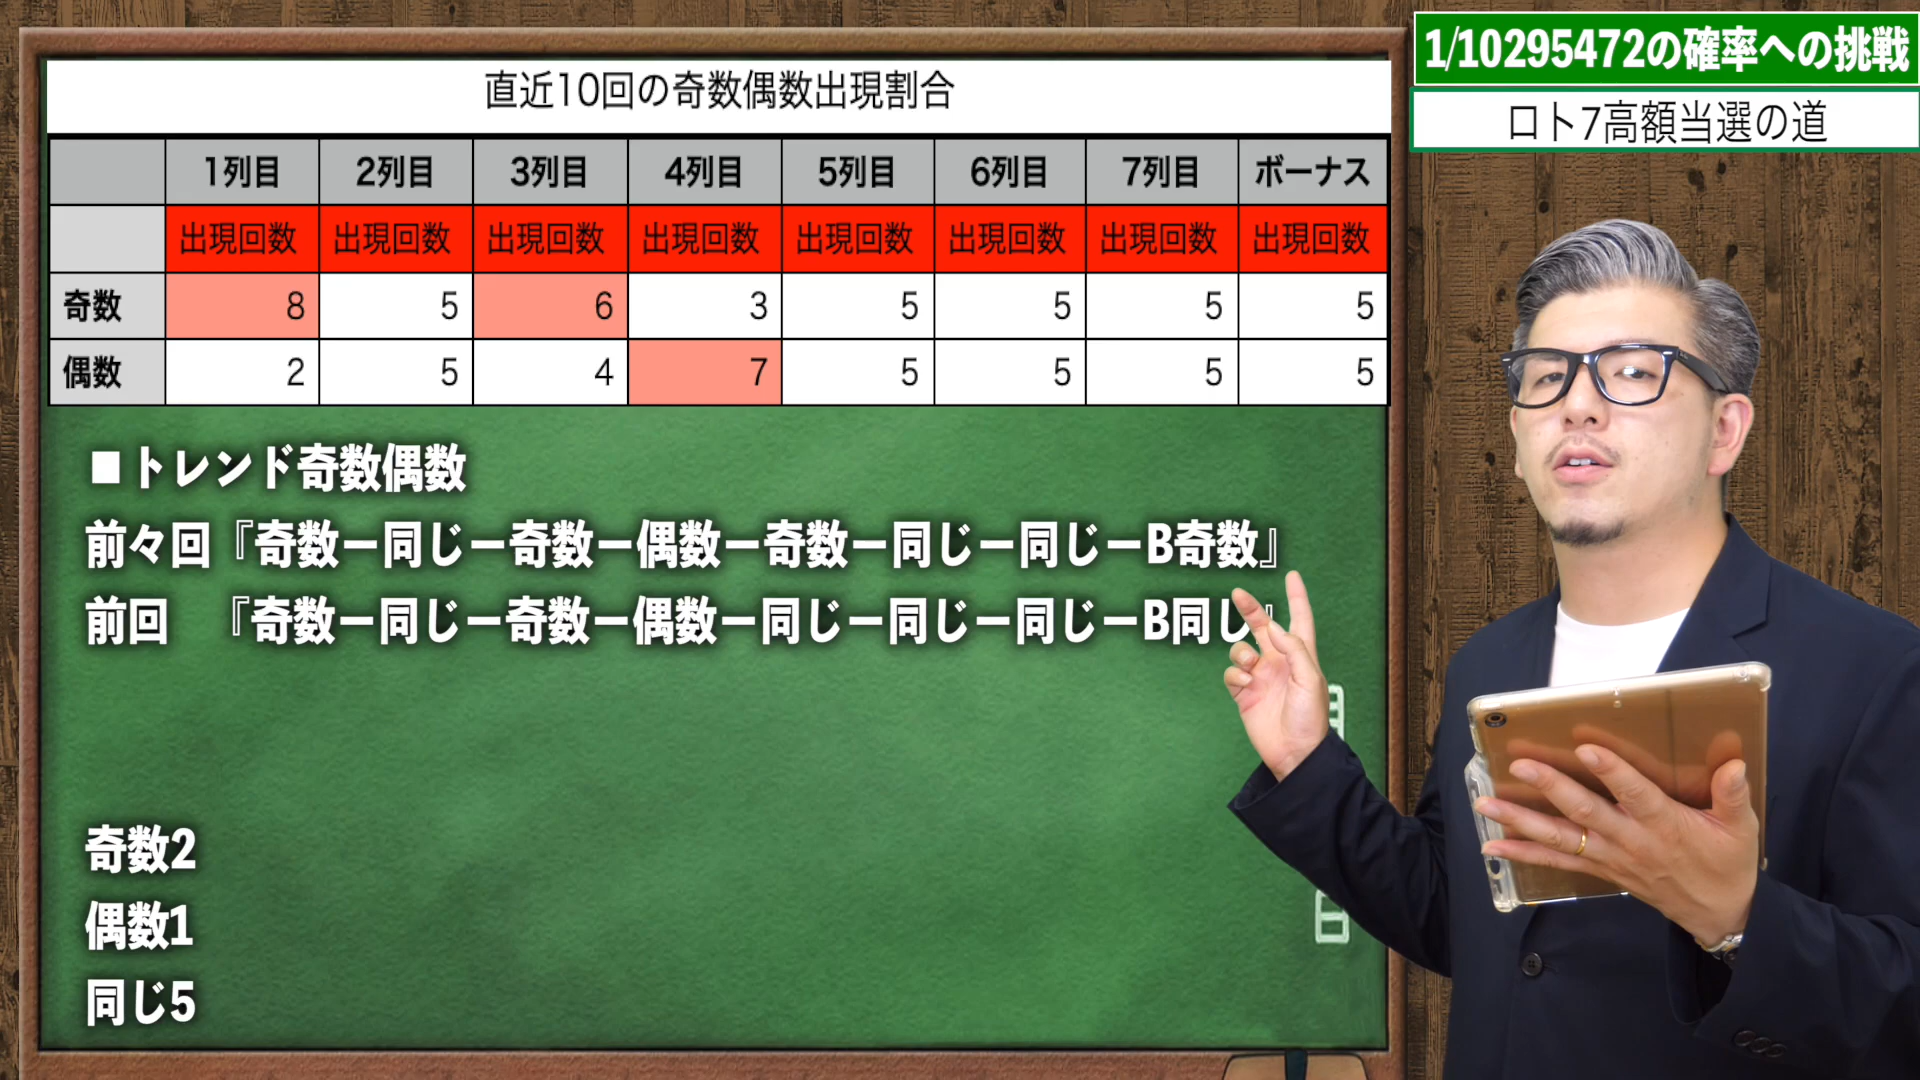 1/10295472の確率への挑戦
ロト7高額当選の道
直近10回の奇数偶数出現割合
1列目 2列目 3列目 4列目 5列目 6列目 7列目 ボーナス
出現回数 出現回数 出現回数 出現回数 出現回数 出現回数 出現回数 出現回数
奇数 8 5 6 3 5 5 5 5
偶数 2 5 4 7 5 5 5 5
■トレンド奇数偶数
前々回『奇数ー同じー奇数ー偶数ー奇数ー同じー同じーB奇数』
前回 『奇数ー同じー奇数ー偶数ー同じー同じー同じーB同じ』
奇数2
偶数1
同じ5
日